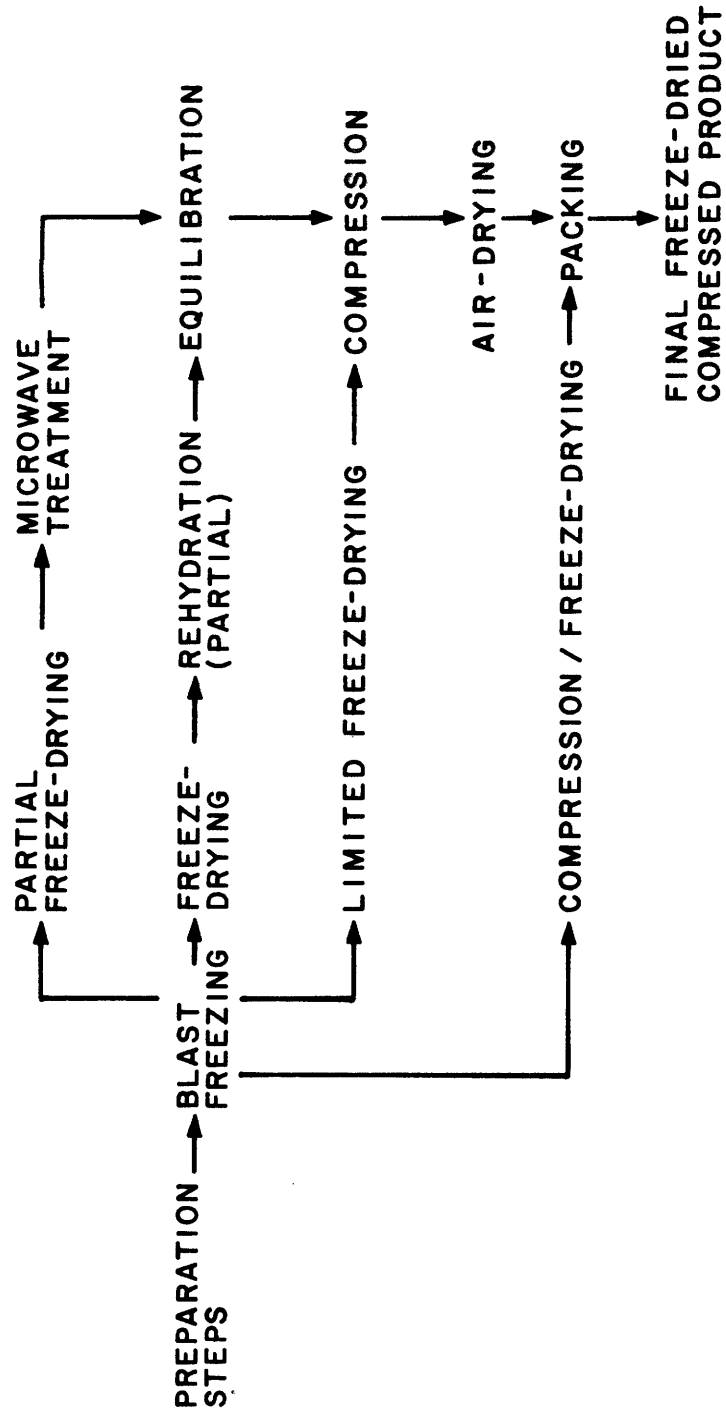 PREPARATION
STEPS
BLAST
FREEZING
PARTIAL
FREEZE-DRYING
MICROWAVE
TREATMENT
FREEZE-
DRYING
REHYDRATION
(PARTIAL)
EQUILIBRATION
LIMITED FREEZE-DRYING
COMPRESSION
AIR-DRYING
COMPRESSION / FREEZE-DRYING
PACKING
FINAL FREEZE-DRIED
COMPRESSED PRODUCT